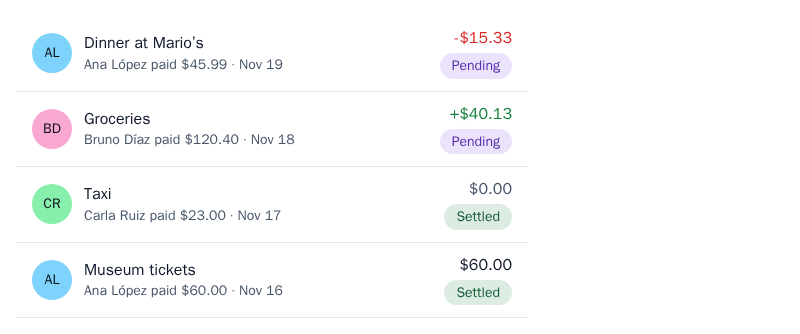 AL
Dinner at Mario’s
-$15.33
Ana López paid $45.99 · Nov 19
Pending
BD
Groceries
+$40.13
Bruno Díaz paid $120.40 · Nov 18
Pending
CR
Taxi
$0.00
Carla Ruiz paid $23.00 · Nov 17
Settled
AL
Museum tickets
$60.00
Ana López paid $60.00 · Nov 16
Settled